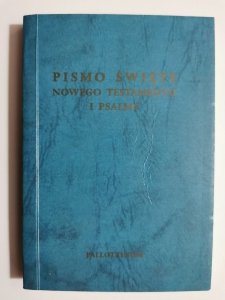 PISMO ŚWIĘTE
NOWEGO TESTAMENTU
I PSALMY
PALLOTTINUM